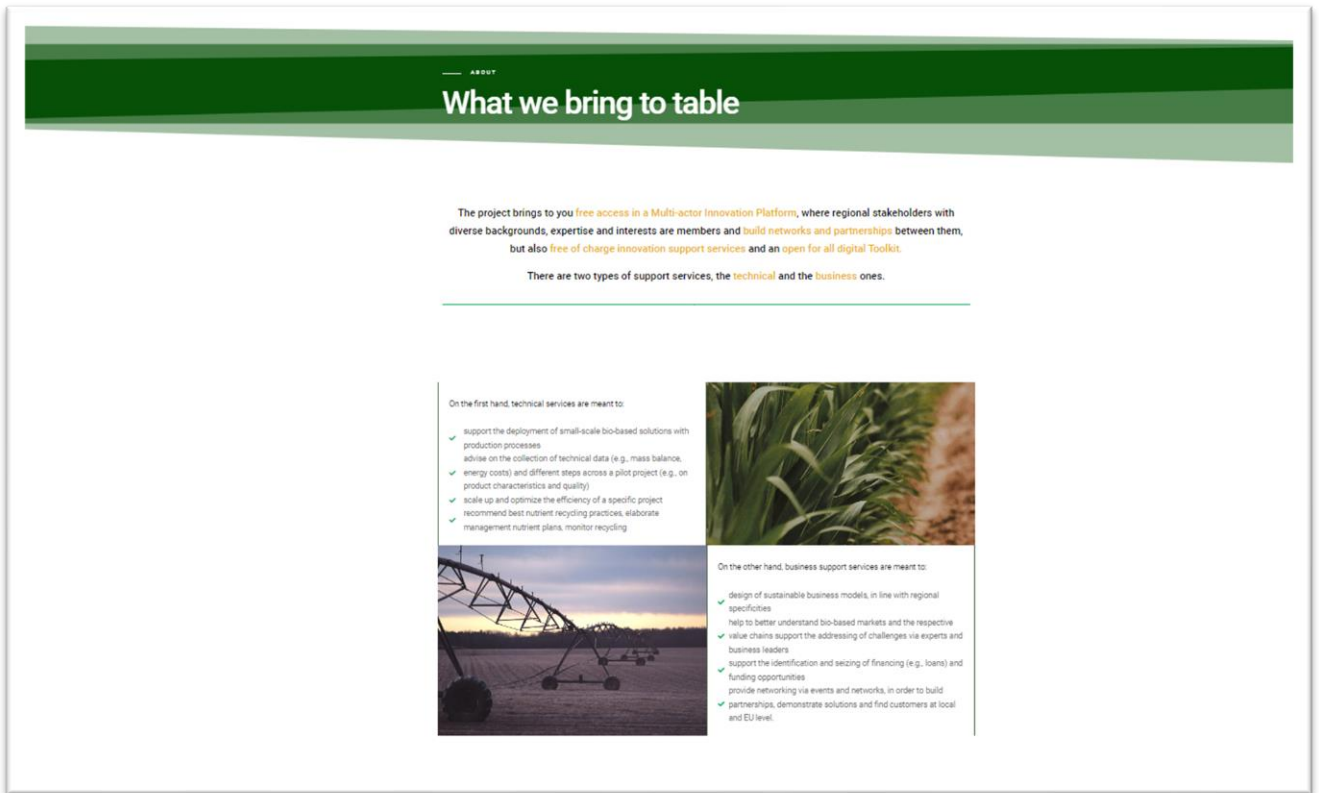 ABOUT
What we bring to table
The project brings to you free access in a Multi-actor Innovation Platform, where regional stakeholders with
diverse backgrounds, expertise and interests are members and build networks and partnerships between them,
but also free of charge innovation support services and an open for all digital Toolkit.
There are two types of support services, the technical and the business ones.
On the first hand, technical services are meant to:
support the deployment of small-scale bio-based solutions with
production processes
advise on the collection of technical data (e.g., mass balance,
energy costs) and different steps across a pilot project (e.g., on
product characteristics and quality)
scale up and optimize the efficiency of a specific project
recommend best nutrient recycling practices, elaborate
management nutrient plans, monitor recycling
On the other hand, business support services are meant to:
design of sustainable business models, in line with regional
specificities
help to better understand bio-based markets and the respective
value chains support the addressing of challenges via experts and
business leaders
support the identification and seizing of financing (e.g., loans) and
funding opportunities
provide networking via events and networks, in order to build
partnerships, demonstrate solutions and find customers at local
and EU level.